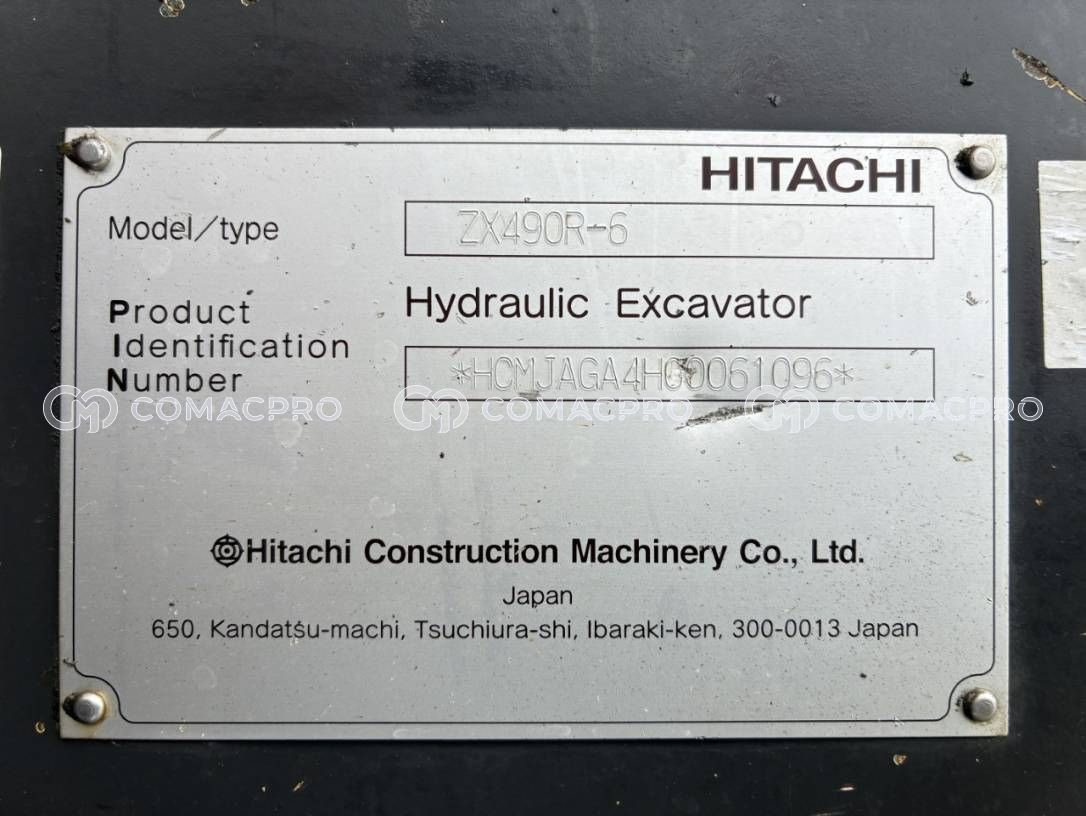 HITACHI
Model/type ZX490R-6
Hydraulic Excavator
Product
Identification
Number *HCMJAGA4H00061096*
COMACPRO COMACPRO COMACPRO
Hitachi Construction Machinery Co., Ltd.
Japan
650, Kandatsu-machi, Tsuchiura-shi, Ibaraki-ken, 300-0013 Japan